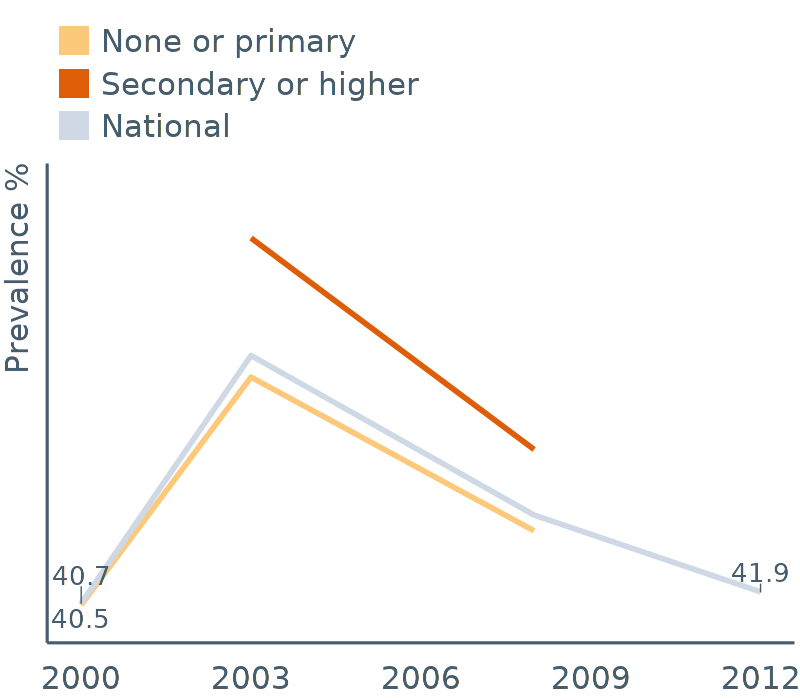 None or primary
Secondary or higher
National
Prevalence %
40.7
40.5
41.9
2000 2003 2006 2009 2012